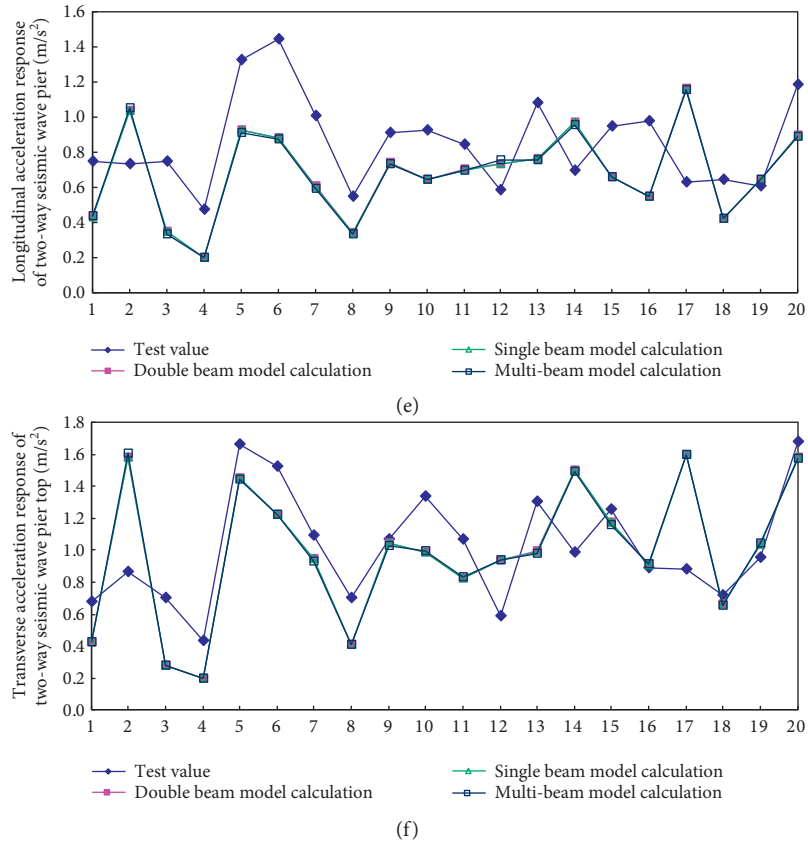 Longitudinal acceleration response
of two-way seismic wave pier (m/s²)
1.6
1.4
1.2
1.0
0.8
0.6
0.4
0.2
0.0
1 2 3 4 5 6 7 8 9 10 11 12 13 14 15 16 17 18 19 20
Test value
Double beam model calculation
Single beam model calculation
Multi-beam model calculation
(e)
Transverse acceleration response of
two-way seismic wave pier top (m/s²)
1.8
1.6
1.4
1.2
1.0
0.8
0.6
0.4
0.2
0.0
1 2 3 4 5 6 7 8 9 10 11 12 13 14 15 16 17 18 19 20
Test value
Double beam model calculation
Single beam model calculation
Multi-beam model calculation
(f)